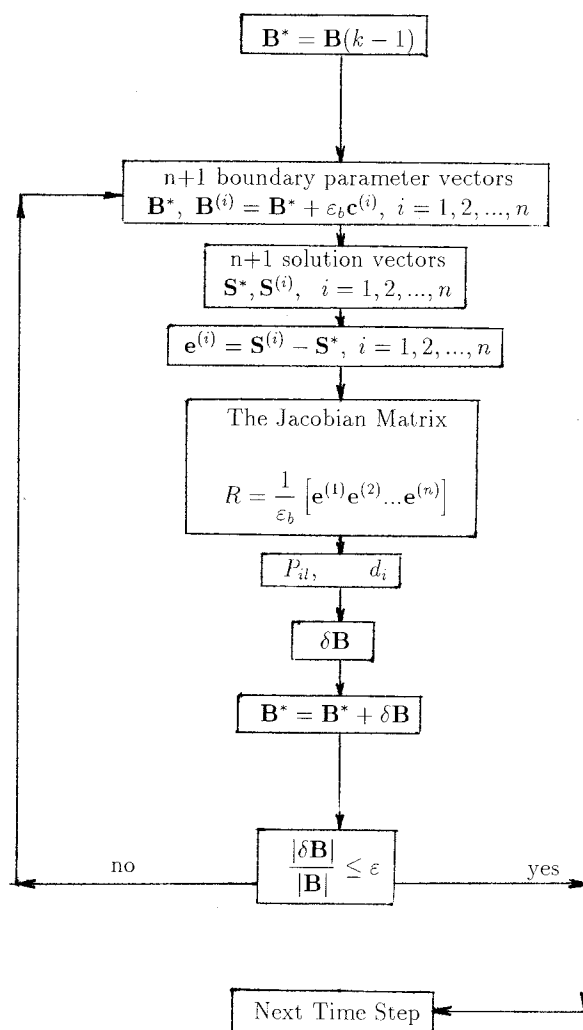 B* = B(k − 1)
n+1 boundary parameter vectors
B*, B^(i) = B* + ε_b c^(i), i = 1, 2, ..., n
n+1 solution vectors
S*, S^(i), i = 1, 2, ..., n
e^(i) = S^(i) − S*, i = 1, 2, ..., n
The Jacobian Matrix
R = 1/ε_b [e^(1) e^(2) ... e^(n)]
P_il, d_i
δB
B* = B* + δB
|δB|/|B| ≤ ε
no
yes
Next Time Step